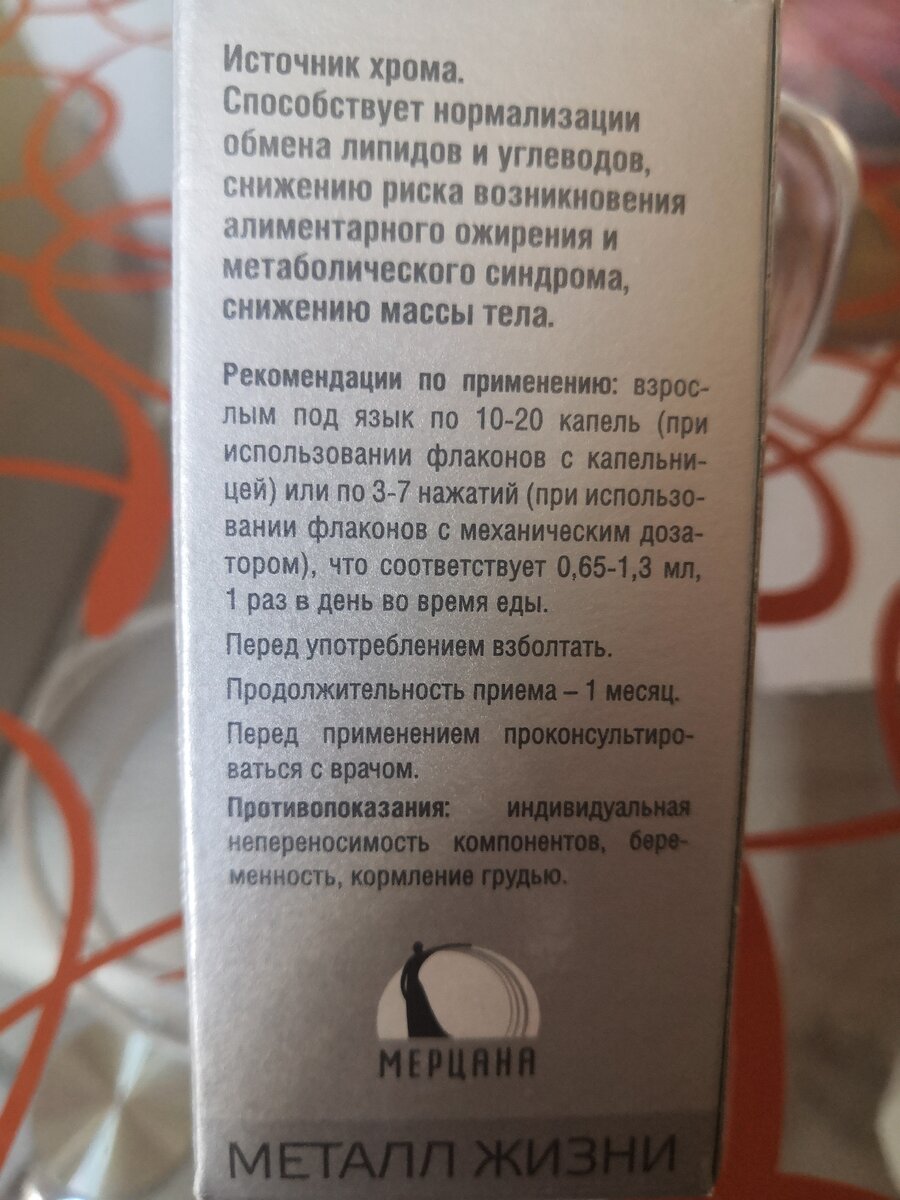 Источник хрома.
Способствует нормализации
обмена липидов и углеводов,
снижению риска возникновения
алиментарного ожирения и
метаболического синдрома,
снижению массы тела.
Рекомендации по применению: взрос-
лым под язык по 10-20 капель (при
использовании флаконов с капельни-
цей) или по 3-7 нажатий (при использо-
вании флаконов с механическим доза-
тором), что соответствует 0,65-1,3 мл,
1 раз в день во время еды.
Перед употреблением взболтать.
Продолжительность приема – 1 месяц.
Перед применением проконсультиро-
ваться с врачом.
Противопоказания: индивидуальная
непереносимость компонентов, бере-
менность, кормление грудью.
МЕРЦАНА
МЕТАЛЛ ЖИЗНИ